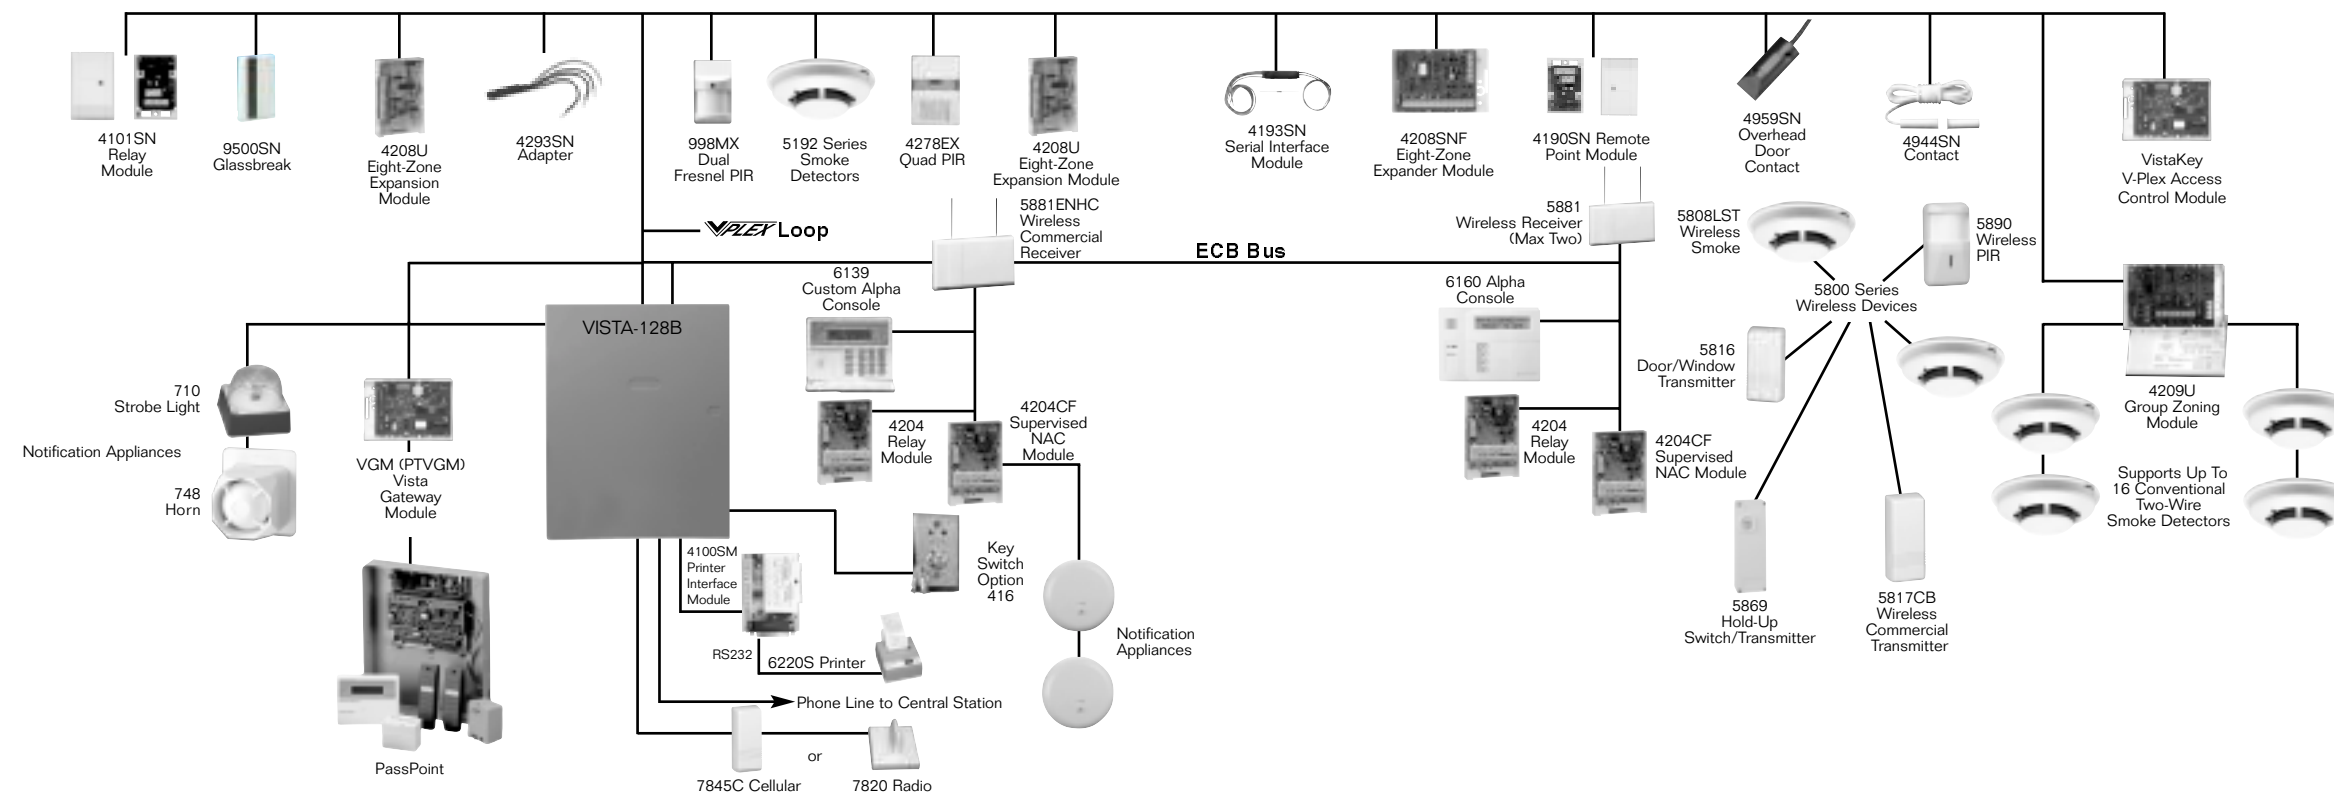 4101SN
Relay
Module
9500SN
Glassbreak
4208U
Eight-Zone
Expansion
Module
4293SN
Adapter
998MX
Dual
Fresnel PIR
5192 Series
Smoke
Detectors
4278EX
Quad PIR
4208U
Eight-Zone
Expansion Module
4193SN
Serial Interface
Module
4208SNF
Eight-Zone
Expander Module
4190SN Remote
Point Module
4959SN
Overhead
Door
Contact
4944SN
Contact
VistaKey
V-Plex Access
Control Module
VPLEX Loop
5881ENHC
Wireless
Commercial
Receiver
ECB Bus
5881
Wireless Receiver
(Max Two)
5808LST
Wireless
Smoke
5890
Wireless
PIR
6139
Custom Alpha
Console
6160 Alpha
Console
5800 Series
Wireless Devices
VISTA-128B
5816
Door/Window
Transmitter
710
Strobe Light
Notification Appliances
748
Horn
VGM (PTVGM)
Vista
Gateway
Module
4204
Relay
Module
4204CF
Supervised
NAC
Module
4204
Relay
Module
4204CF
Supervised
NAC Module
4209U
Group Zoning
Module
Supports Up To
16 Conventional
Two-Wire
Smoke Detectors
4100SM
Printer
Interface
Module
Key
Switch
Option
416
5869
Hold-Up
Switch/Transmitter
5817CB
Wireless
Commercial
Transmitter
Notification
Appliances
RS232
6220S Printer
Phone Line to Central Station
PassPoint
or
7845C Cellular
7820 Radio